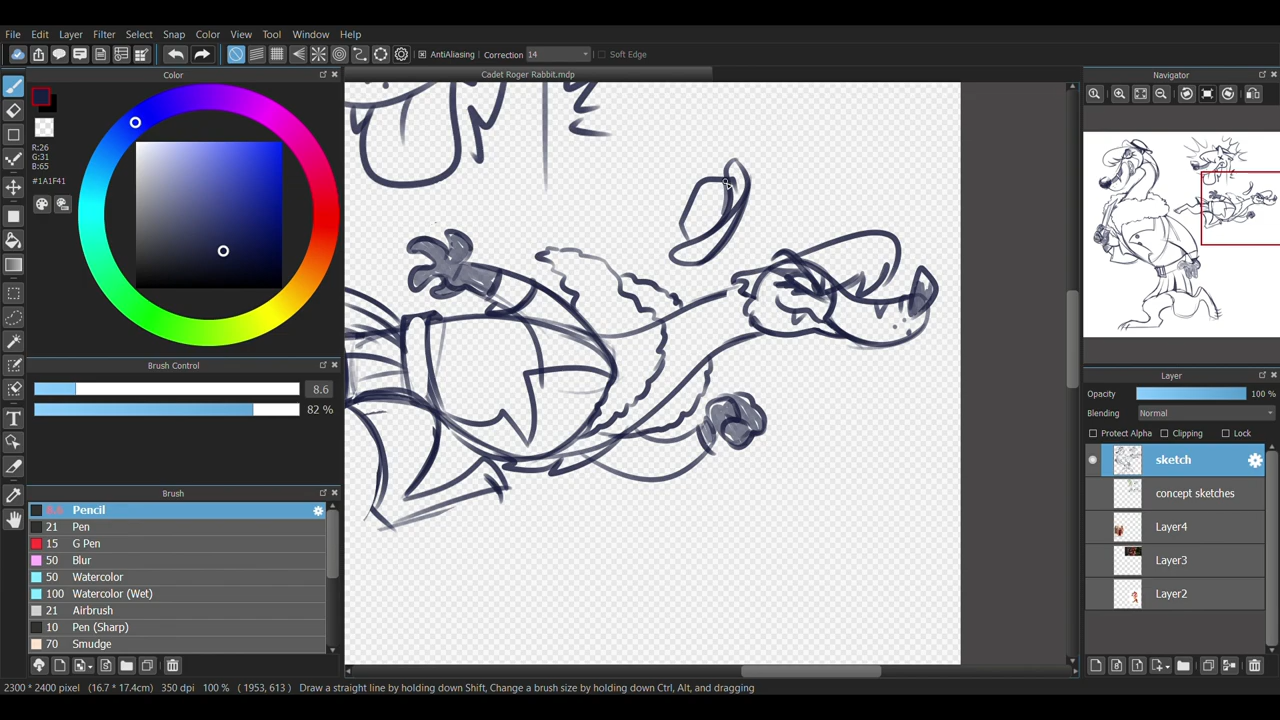 File Edit Layer Filter Select Snap Color View Tool Window Help
AntiAliasing Correction 14 Soft Edge
Color
Cadet Roger Rabbit.mdp
Navigator
R:26
G:31
B:65
#1A1F41
Brush Control
8.6
82 %
Layer
Opacity 100 %
Blending Normal
Protect Alpha Clipping Lock
sketch
concept sketches
Layer4
Layer3
Layer2
Brush
8.6 Pencil
21 Pen
15 G Pen
50 Blur
50 Watercolor
100 Watercolor (Wet)
21 Airbrush
10 Pen (Sharp)
70 Smudge
2300 * 2400 pixel (16.7 * 17.4cm) 350 dpi 100 % ( 1953, 613 ) Draw a straight line by holding down Shift, Change a brush size by holding down Ctrl, Alt, and dragging